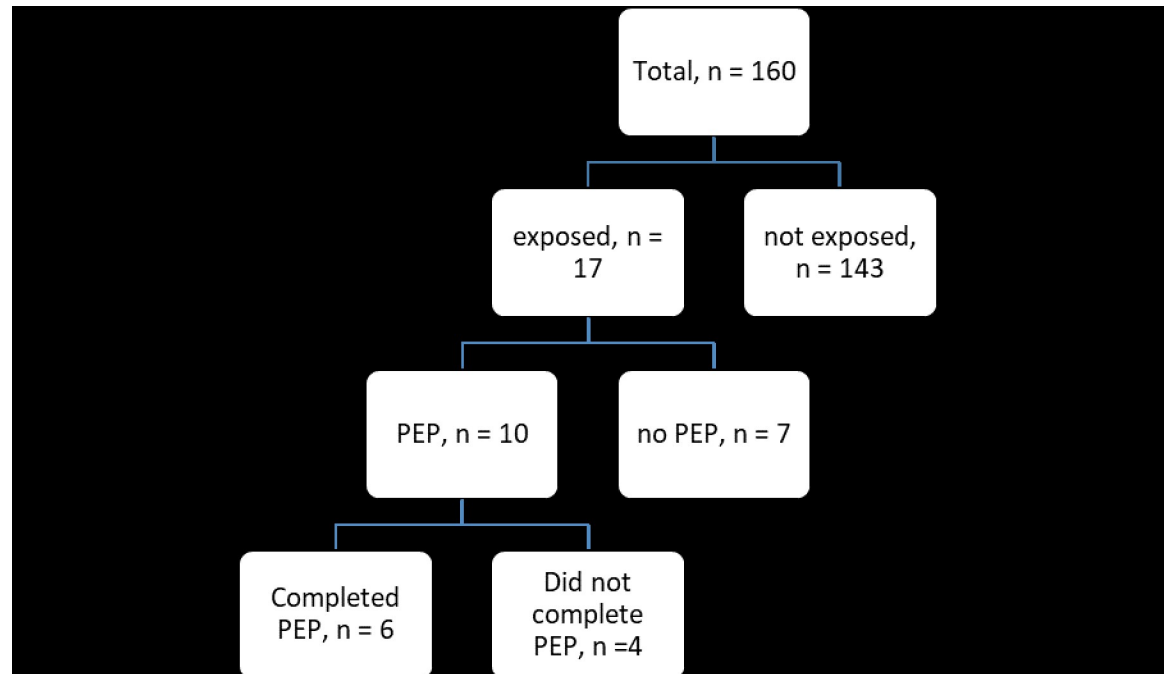 Total, n = 160
exposed, n =
17
not exposed,
n = 143
PEP, n = 10
no PEP, n = 7
Completed
PEP, n = 6
Did not
complete
PEP, n =4